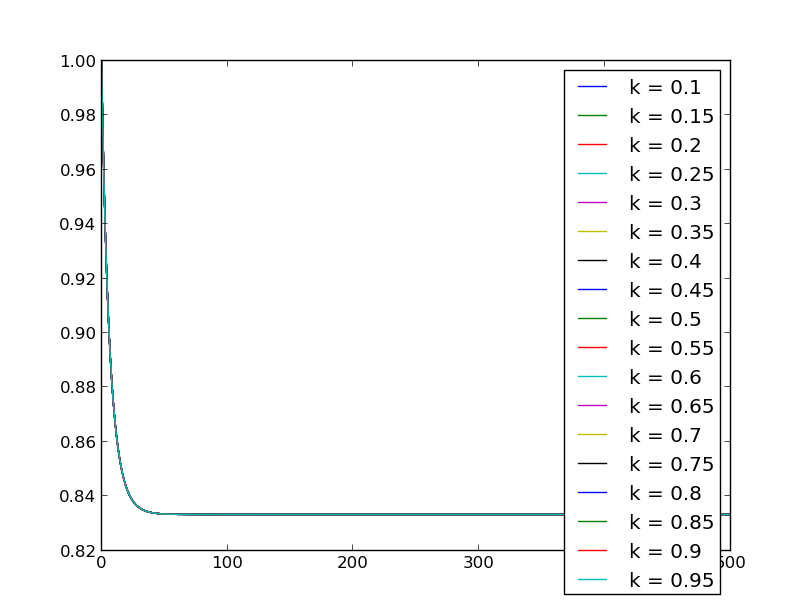 1.00
0.98
0.96
0.94
0.92
0.90
0.88
0.86
0.84
0.82
0
100
200
300
500
k = 0.1
k = 0.15
k = 0.2
k = 0.25
k = 0.3
k = 0.35
k = 0.4
k = 0.45
k = 0.5
k = 0.55
k = 0.6
k = 0.65
k = 0.7
k = 0.75
k = 0.8
k = 0.85
k = 0.9
k = 0.95